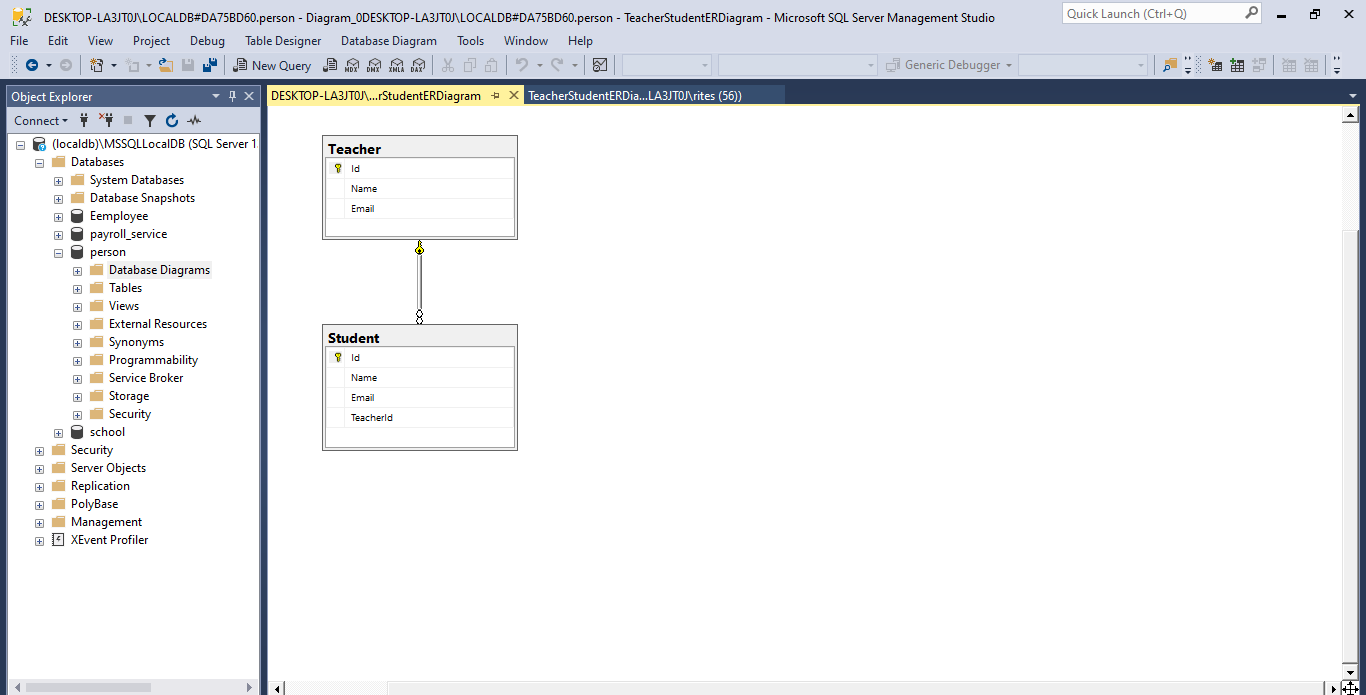 DESKTOP-LA3JT0J\LOCALDB#DA75BD60.person - Diagram_0DESKTOP-LA3JT0J\LOCALDB#DA75BD60.person - TeacherStudentERDiagram - Microsoft SQL Server Management Studio
Quick Launch (Ctrl+Q)
File Edit View Project Debug Table Designer Database Diagram Tools Window Help
New Query MDX DMX XMLA DAX Generic Debugger
Object Explorer
DESKTOP-LA3JT0J\...rStudentERDiagram
TeacherStudentERDia...LA3JT0J\rites (56))
Connect
(localdb)\MSSQLLocalDB (SQL Server 1
Databases
System Databases
Database Snapshots
Eemployee
payroll_service
person
Database Diagrams
Tables
Views
External Resources
Synonyms
Programmability
Service Broker
Storage
Security
school
Security
Server Objects
Replication
PolyBase
Management
XEvent Profiler
Teacher
Id
Name
Email
Student
Id
Name
Email
TeacherId